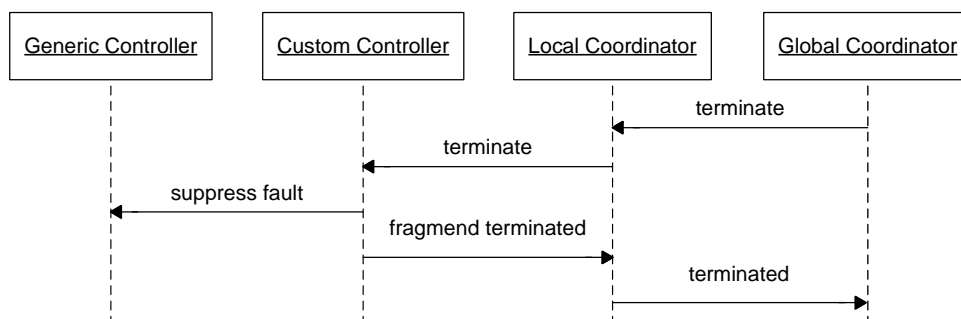 Generic Controller
Custom Controller
Local Coordinator
Global Coordinator
terminate
terminate
suppress fault
fragmend terminated
terminated